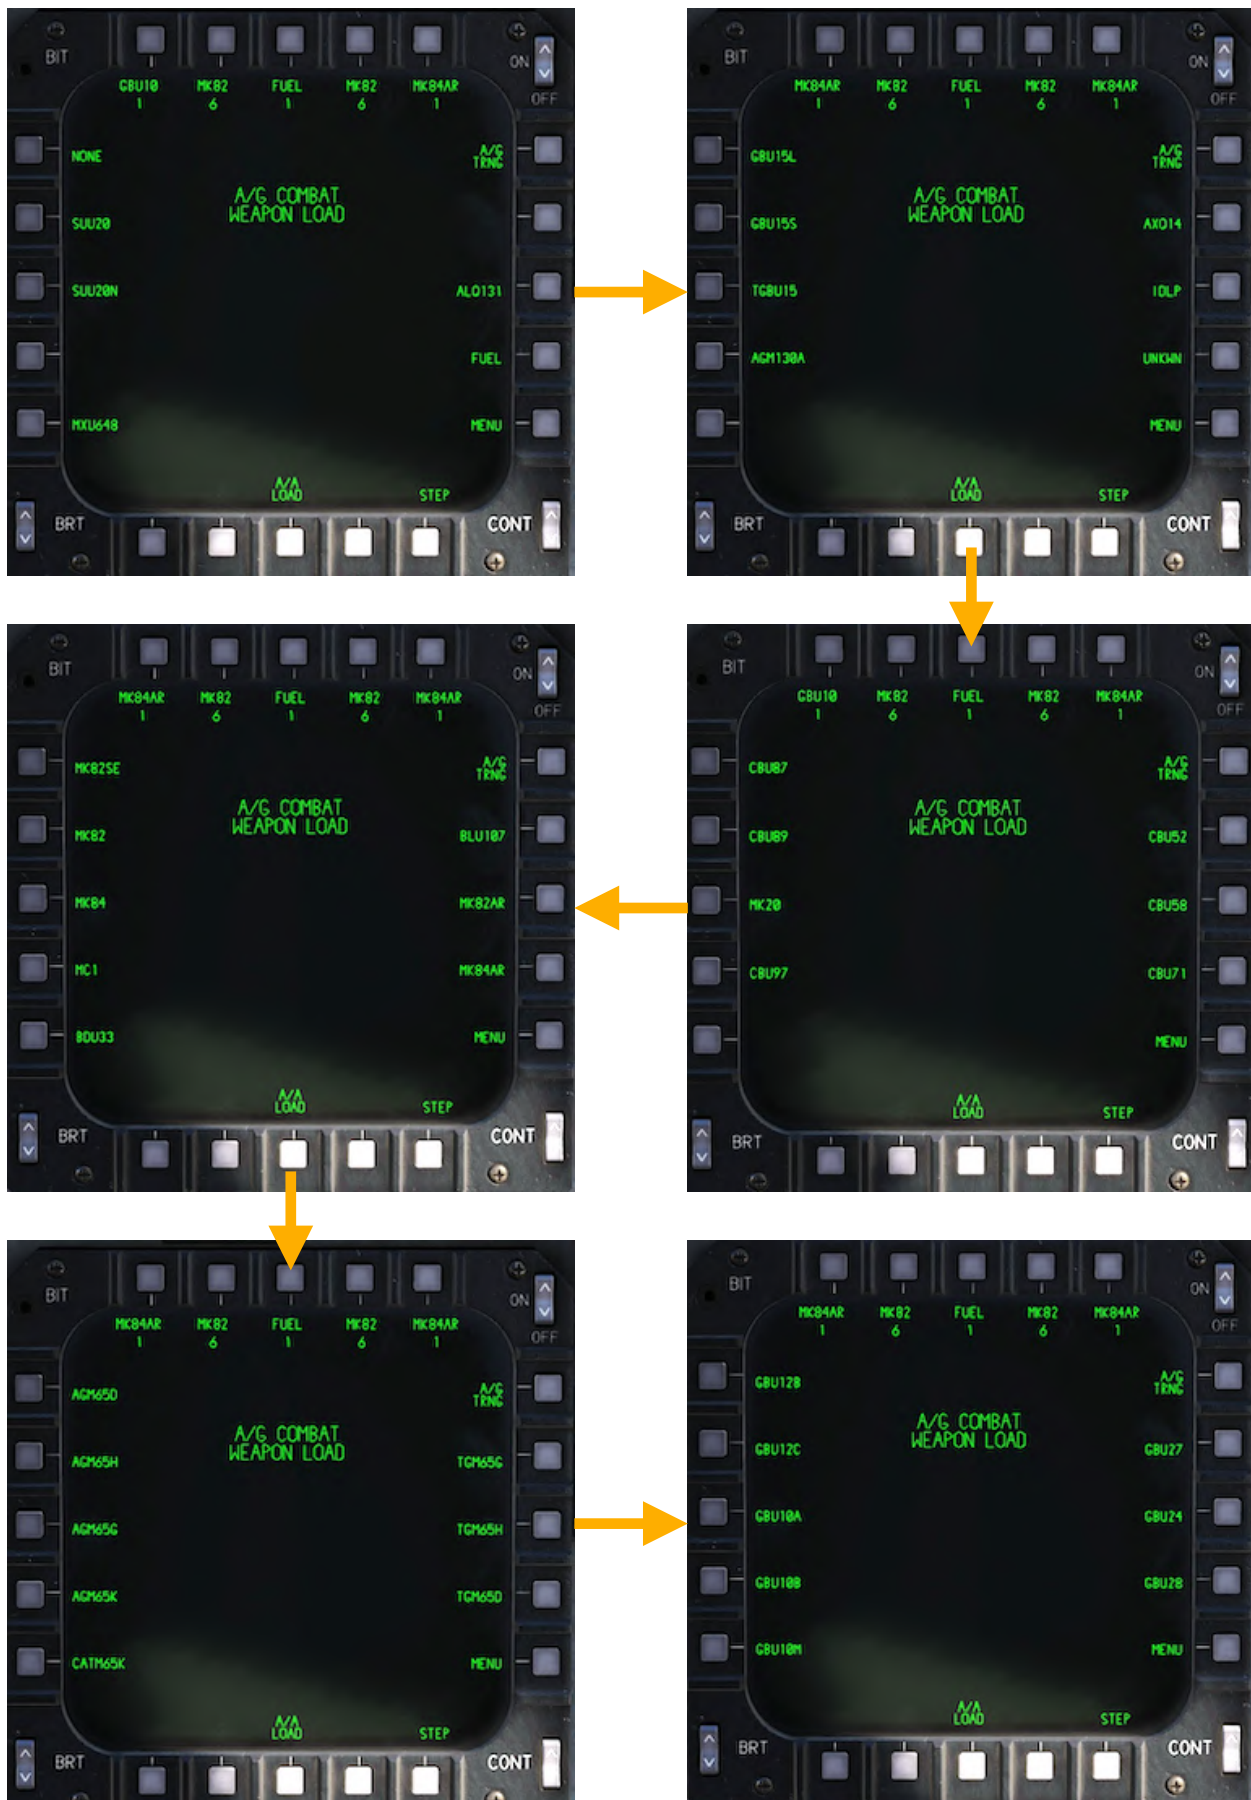 BIT
ON
OFF
GBU10 MK82 FUEL MK82 MK84AR
1 6 1 6 1
NONE
A/G
TRNG
A/G COMBAT
WEAPON LOAD
SUU20
SUU20N
ALQ131
FUEL
MXU648
MENU
A/A
LOAD
STEP
BRT
CONT
BIT
ON
OFF
MK84AR MK82 FUEL MK82 MK84AR
1 6 1 6 1
GBU15L
A/G
TRNG
A/G COMBAT
WEAPON LOAD
GBU15S
AXQ14
TGBU15
IDLP
AGM130A
UNKWN
MENU
A/A
LOAD
STEP
BRT
CONT
BIT
ON
OFF
MK84AR MK82 FUEL MK82 MK84AR
1 6 1 6 1
MK82SE
A/G
TRNG
A/G COMBAT
WEAPON LOAD
MK82
BLU107
MK84
MK82AR
MC1
MK84AR
BDU33
MENU
A/A
LOAD
STEP
BRT
CONT
BIT
ON
OFF
GBU10 MK82 FUEL MK82 MK84AR
1 6 1 6 1
CBU87
A/G
TRNG
A/G COMBAT
WEAPON LOAD
CBU89
CBU52
MK20
CBU58
CBU97
CBU71
MENU
A/A
LOAD
STEP
BRT
CONT
BIT
ON
OFF
MK84AR MK82 FUEL MK82 MK84AR
1 6 1 6 1
AGM65D
A/G
TRNG
A/G COMBAT
WEAPON LOAD
AGM65H
TGM65G
AGM65G
TGM65H
AGM65K
TGM65D
CATM65K
MENU
A/A
LOAD
STEP
BRT
CONT
BIT
ON
OFF
MK84AR MK82 FUEL MK82 MK84AR
1 6 1 6 1
GBU12B
A/G
TRNG
A/G COMBAT
WEAPON LOAD
GBU12C
GBU27
GBU10A
GBU24
GBU10B
GBU28
GBU10M
MENU
A/A
LOAD
STEP
BRT
CONT